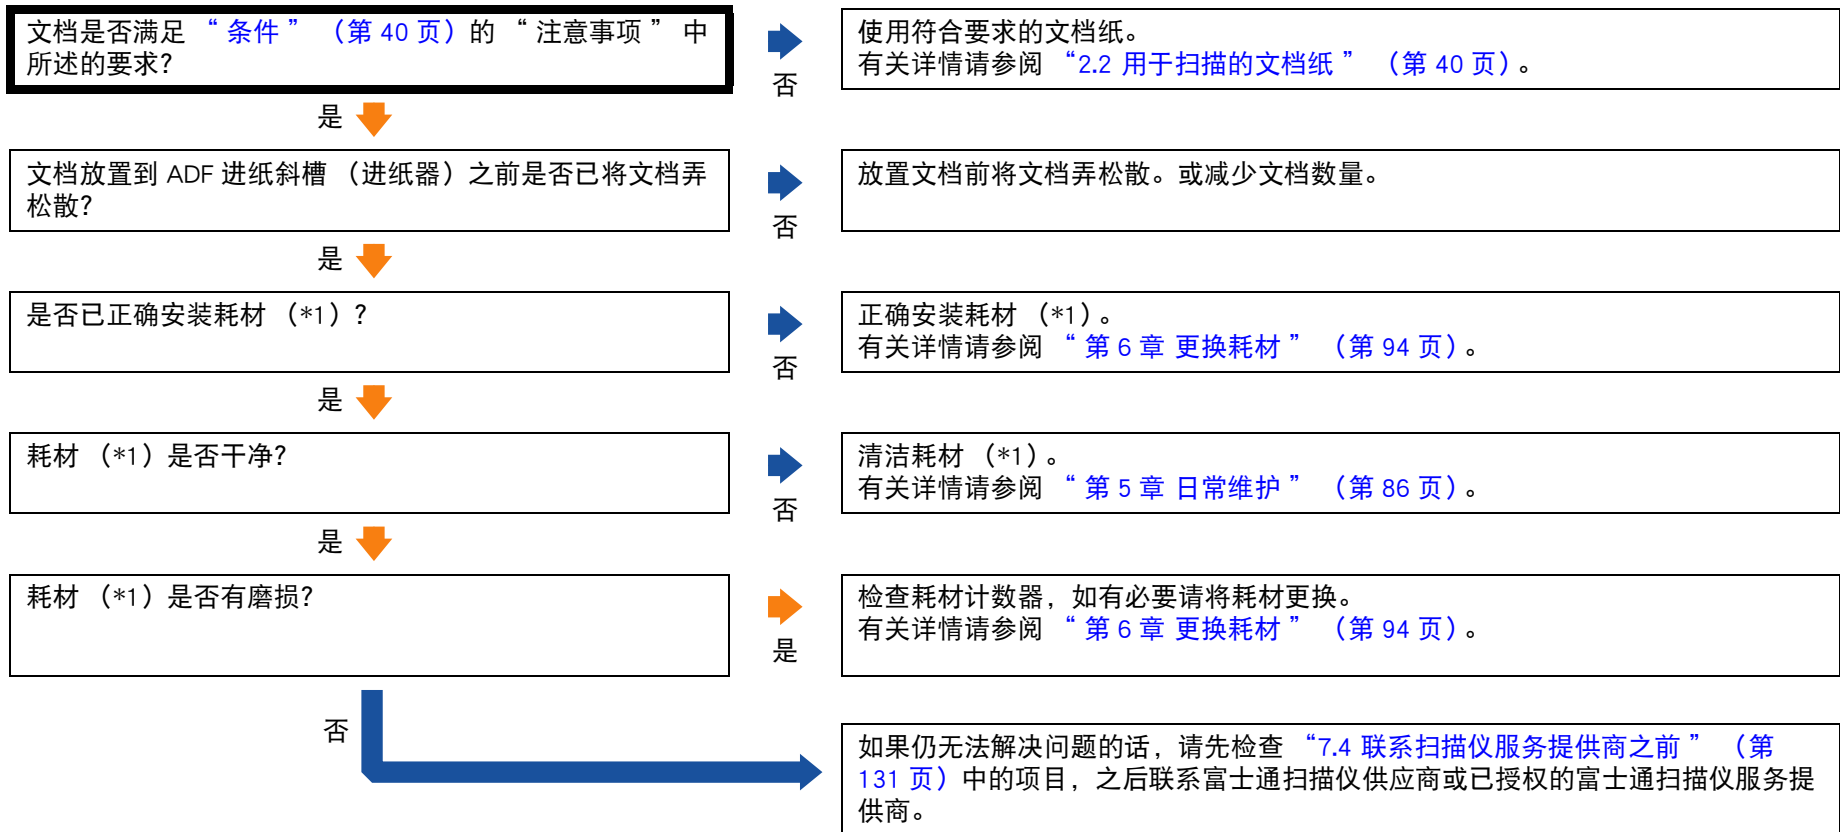 文档是否满足 “条件” （第 40 页）的 “注意事项” 中
所述的要求?
否
使用符合要求的文档纸。
有关详情请参阅 “2.2 用于扫描的文档纸” （第 40 页）。
是
文档放置到 ADF 进纸斜槽 （进纸器）之前是否已将文档弄
松散?
否
放置文档前将文档弄松散。或减少文档数量。
是
是否已正确安装耗材 （*1）?
否
正确安装耗材 （*1）。
有关详情请参阅 “第 6 章 更换耗材” （第 94 页）。
是
耗材 （*1）是否干净?
否
清洁耗材 （*1）。
有关详情请参阅 “第 5 章 日常维护” （第 86 页）。
是
耗材 （*1）是否有磨损?
是
检查耗材计数器，如有必要请将耗材更换。
有关详情请参阅 “第 6 章 更换耗材” （第 94 页）。
否
如果仍无法解决问题的话，请先检查 “7.4 联系扫描仪服务提供商之前” （第
131 页）中的项目，之后联系富士通扫描仪供应商或已授权的富士通扫描仪服务提
供商。